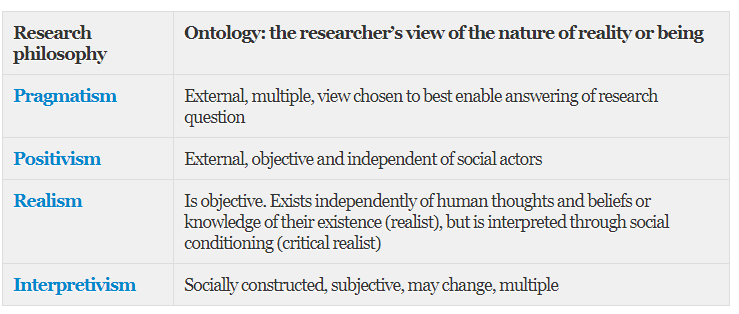 Research
philosophy
Ontology: the researcher’s view of the nature of reality or being
Pragmatism
External, multiple, view chosen to best enable answering of research
question
Positivism
External, objective and independent of social actors
Realism
Is objective. Exists independently of human thoughts and beliefs or
knowledge of their existence (realist), but is interpreted through social
conditioning (critical realist)
Interpretivism
Socially constructed, subjective, may change, multiple